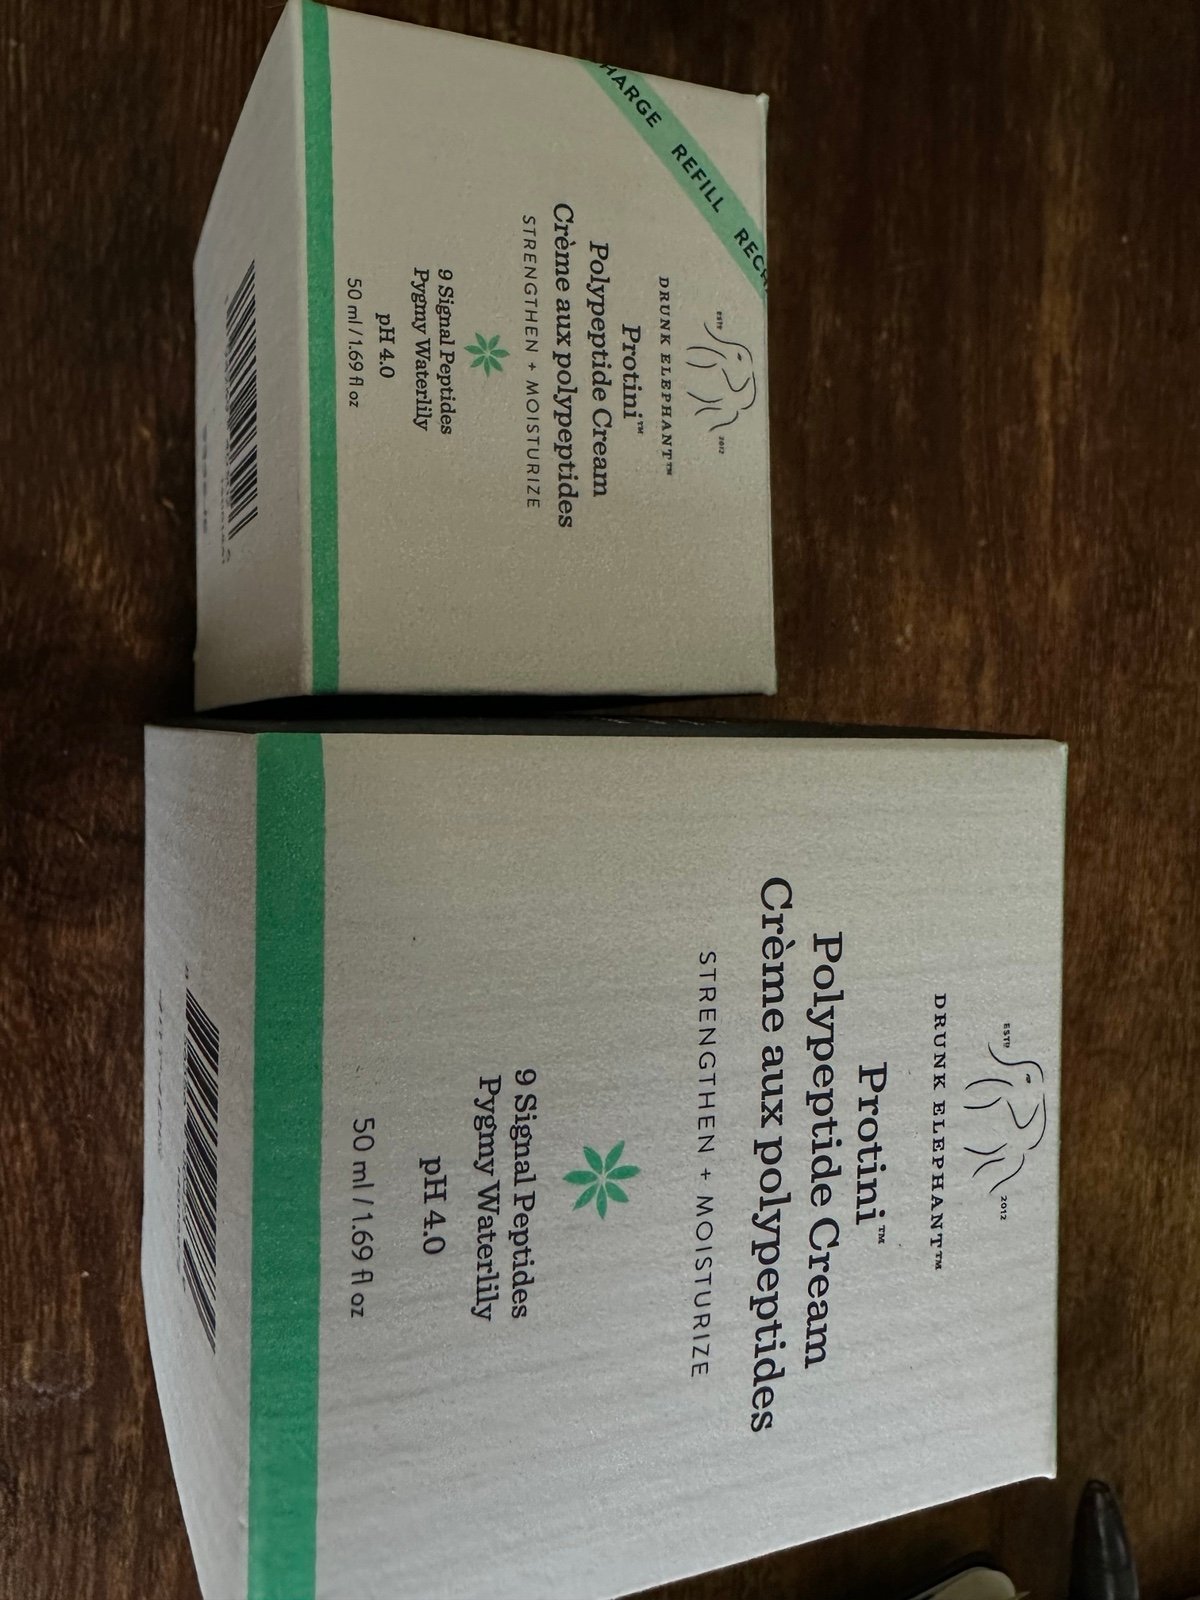 REFILL
ESTD
2012
DRUNK ELEPHANT™
Protini™
Polypeptide Cream
Crème aux polypeptides
STRENGTHEN + MOISTURIZE
9 Signal Peptides
Pygmy Waterlily
pH 4.0
50 ml / 1.69 fl oz
ESTD
2012
DRUNK ELEPHANT™
Protini™
Polypeptide Cream
Crème aux polypeptides
STRENGTHEN + MOISTURIZE
9 Signal Peptides
Pygmy Waterlily
pH 4.0
50 ml / 1.69 fl oz